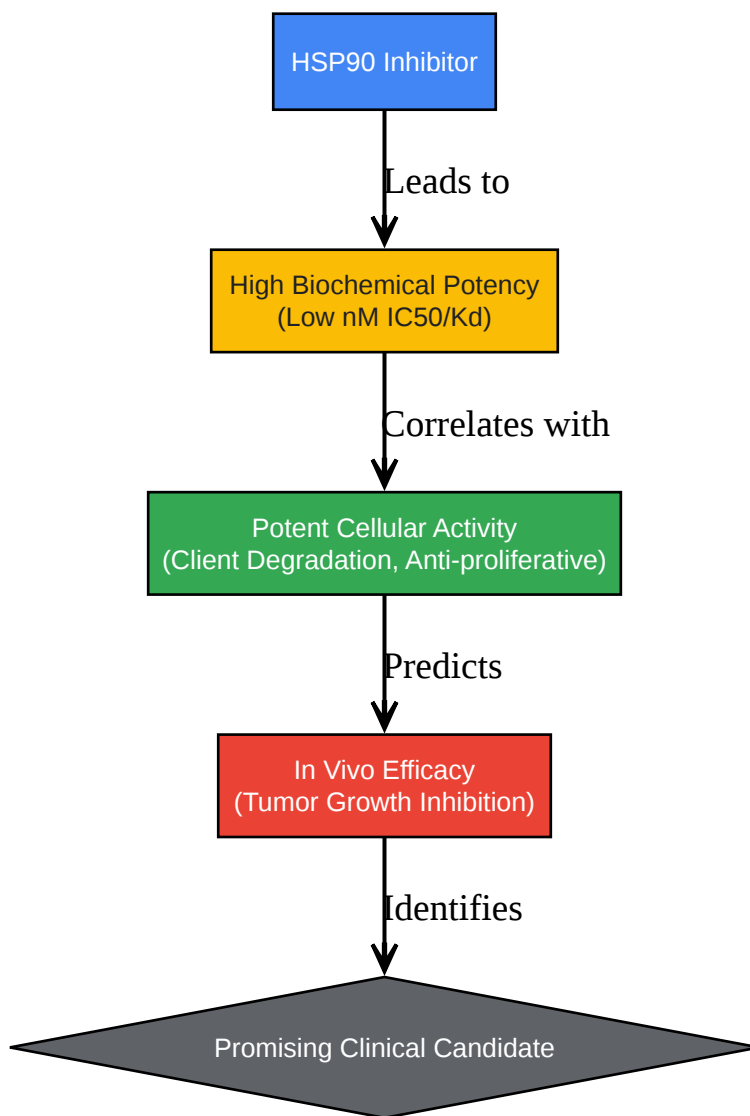 HSP90 Inhibitor
Leads to
High Biochemical Potency
(Low nM IC50/Kd)
Correlates with
Potent Cellular Activity
(Client Degradation, Anti-proliferative)
Predicts
In Vivo Efficacy
(Tumor Growth Inhibition)
Identifies
Promising Clinical Candidate